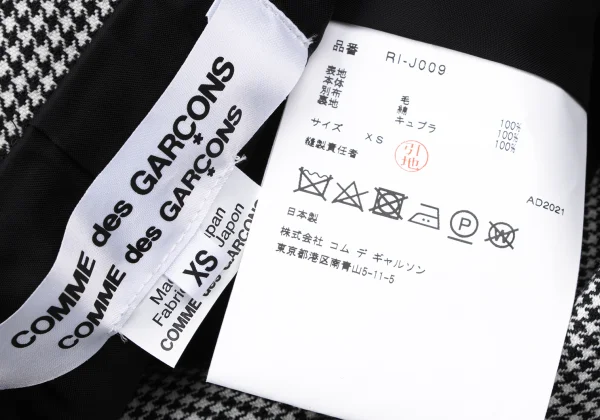 COMME des GARÇONS
COMME des GARÇONS
XS
Japon
COMME des GARÇONS
品番 RI-J009
表地
本体 毛 100%
別布 綿 100%
裏地 キュプラ 100%
サイズ XS
縫製責任者 引地
P
W
AD2021
日本製
株式会社 コム デ ギャルソン
東京都港区南青山5-11-5